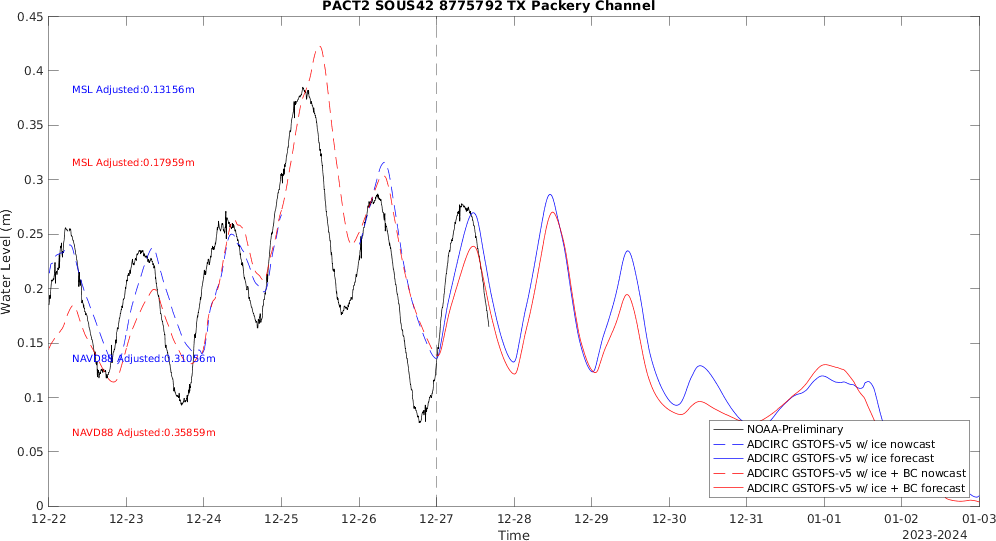 PACT2 SOUS42 8775792 TX Packery Channel
Water Level (m)
0.45
0.4
0.35
0.3
0.25
0.2
0.15
0.1
0.05
0
MSL Adjusted:0.13156m
MSL Adjusted:0.17959m
NAVD88 Adjusted:0.31056m
NAVD88 Adjusted:0.35859m
NOAA-Preliminary
ADCIRC GSTOFS-v5 w/ ice nowcast
ADCIRC GSTOFS-v5 w/ ice forecast
ADCIRC GSTOFS-v5 w/ ice + BC nowcast
ADCIRC GSTOFS-v5 w/ ice + BC forecast
12-22 12-23 12-24 12-25 12-26 12-27 12-28 12-29 12-30 12-31 01-01 01-02 01-03
Time
2023-2024